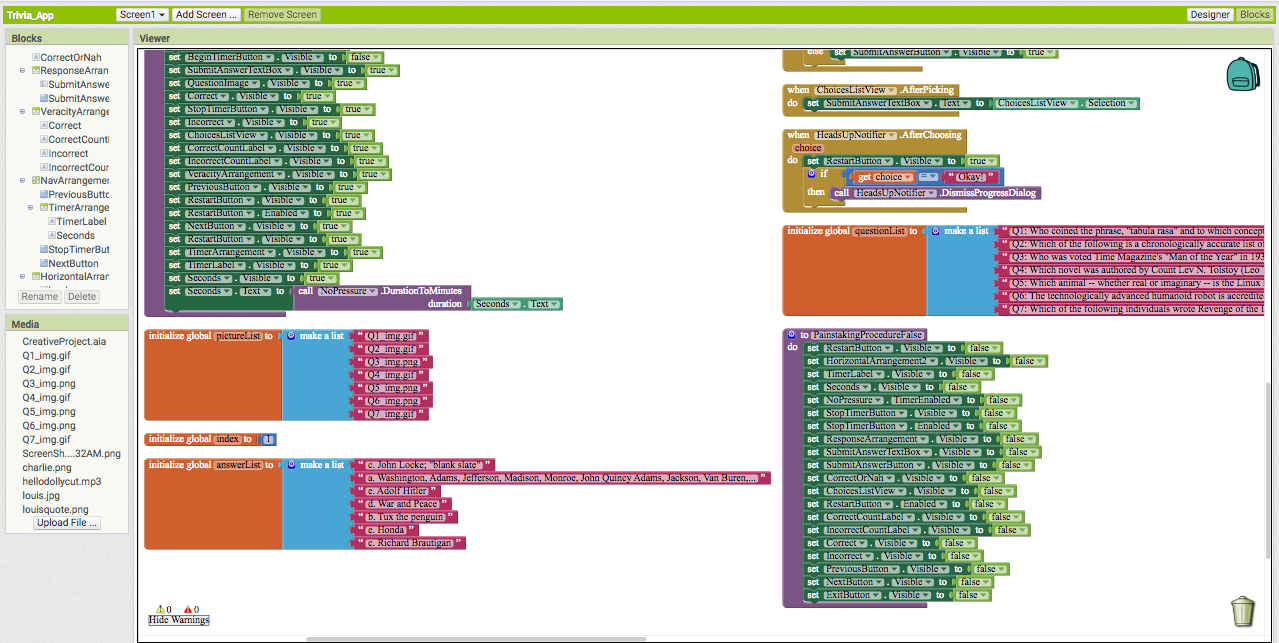 Trivia_App
Screen1 Add Screen ... Remove Screen
Designer Blocks
Blocks
CorrectOrNah
ResponseArran
SubmitAnswe
SubmitAnswe
VeracityArrange
Correct
CorrectCountl
Incorrect
IncorrectCour
NavArrangemer
PreviousButto
TimerArrange
TimerLabel
Seconds
StopTimerBut
NextButton
HorizontalArran
Rename Delete
Media
CreativeProject.aia
Q1_img.gif
Q2_img.gif
Q3_img.png
Q4_img.gif
Q5_img.png
Q6_img.png
Q7_img.gif
ScreenSh....32AM.png
charlie.png
hellodollycut.mp3
louis.jpg
louisquote.png
Upload File ...
Viewer
set BeginTimerButton . Visible to false
set SubmitAnswerTextBox . Visible to true
set QuestionImage . Visible to true
set Correct . Visible to true
set StopTimerButton . Visible to true
set Incorrect . Visible to true
set ChoicesListView . Visible to true
set CorrectCountLabel . Visible to true
set IncorrectCountLabel . Visible to true
set VeracityArrangement . Visible to true
set PreviousButton . Visible to true
set RestartButton . Visible to true
set RestartButton . Enabled to true
set NextButton . Visible to true
set RestartButton . Visible to true
set TimerArrangement . Visible to true
set TimerLabel . Visible to true
set Seconds . Visible to true
set Seconds . Text to call NoPressure .DurationToMinutes
duration Seconds . Text
initialize global pictureList to make a list " Q1_img.gif "
" Q2_img.gif "
" Q3_img.png "
" Q4_img.gif "
" Q5_img.png "
" Q6_img.png "
" Q7_img.gif "
initialize global index to 1
initialize global answerList to make a list " c. John Locke; "blank slate" "
" a. Washington, Adams, Jefferson, Madison, Monroe, John Quincy Adams, Jackson, Van Buren,... "
" c. Adolf Hitler "
" d. War and Peace "
" b. Tux the penguin "
" e. Honda "
" c. Richard Brautigan "
0 0
Hide Warnings
else set SubmitAnswerButton . Visible to true
when ChoicesListView .AfterPicking
do set SubmitAnswerTextBox . Text to ChoicesListView . Selection
when HeadsUpNotifier .AfterChoosing
choice
do set RestartButton . Visible to true
if get choice = " Okay! "
then call HeadsUpNotifier .DismissProgressDialog
initialize global questionList to make a list " Q1: Who coined the phrase, "tabula rasa" and to which concept
" Q2: Which of the following is a chronologically accurate list of
" Q3: Who was voted Time Magazine's "Man of the Year" in 193
" Q4: Which novel was authored by Count Lev N. Tolstoy (Leo
" Q5: Which animal -- whether real or imaginary -- is the Linux
" Q6: The technologically advanced humanoid robot is accredite
" Q7: Which of the following individuals wrote Revenge of the L
to PainstakingProcedureFalse
do set RestartButton . Visible to false
set HorizontalArrangement2 . Visible to false
set TimerLabel . Visible to false
set Seconds . Visible to false
set NoPressure . TimerEnabled to false
set StopTimerButton . Visible to false
set StopTimerButton . Enabled to false
set ResponseArrangement . Visible to false
set SubmitAnswerTextBox . Visible to false
set SubmitAnswerButton . Visible to false
set CorrectOrNah . Visible to false
set ChoicesListView . Visible to false
set RestartButton . Enabled to false
set CorrectCountLabel . Visible to false
set IncorrectCountLabel . Visible to false
set Correct . Visible to false
set Incorrect . Visible to false
set PreviousButton . Visible to false
set NextButton . Visible to false
set ExitButton . Visible to false